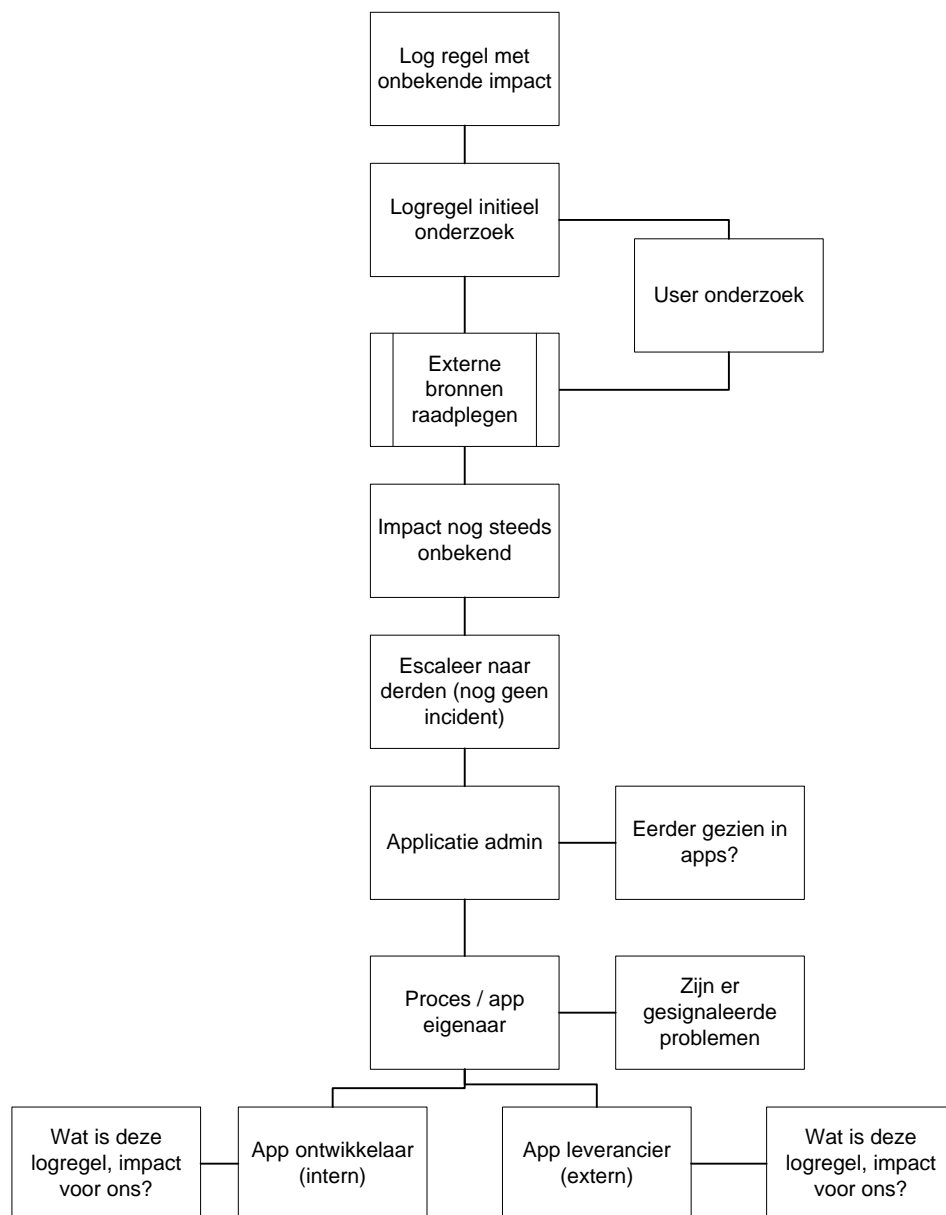 Log regel met
onbekende impact
Logregel initieel
onderzoek
User onderzoek
Externe
bronnen
raadplegen
Impact nog steeds
onbekend
Escaleer naar
derden (nog geen
incident)
Applicatie admin
Eerder gezien in
apps?
Proces / app
eigenaar
Zijn er
gesignaleerde
problemen
Wat is deze
logregel, impact
voor ons?
App ontwikkelaar
(intern)
App leverancier
(extern)
Wat is deze
logregel, impact
voor ons?